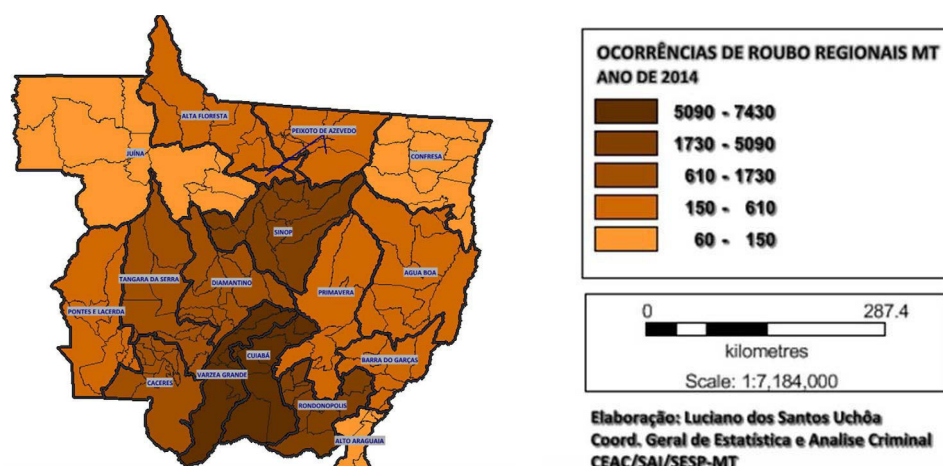 ALTA FLORESTA
PEIXOTO DE AZEVEDO
JUÍNA
CONFRESA
SINOP
TANGARA DA SERRA
DIAMANTINO
AGUA BOA
PRIMAVERA
PONTES E LACERDA
CUIABÁ
BARRA DO GARÇAS
VARZEA GRANDE
CACERES
RONDONOPOLIS
ALTO ARAGUAIA
OCORRÊNCIAS DE ROUBO REGIONAIS MT
ANO DE 2014
5090 - 7430
1730 - 5090
610 - 1730
150 - 610
60 - 150
0 287.4
kilometres
Scale: 1:7,184,000
Elaboração: Luciano dos Santos Uchôa
Coord. Geral de Estatística e Analise Criminal
CEAC/SAI/SESP-MT